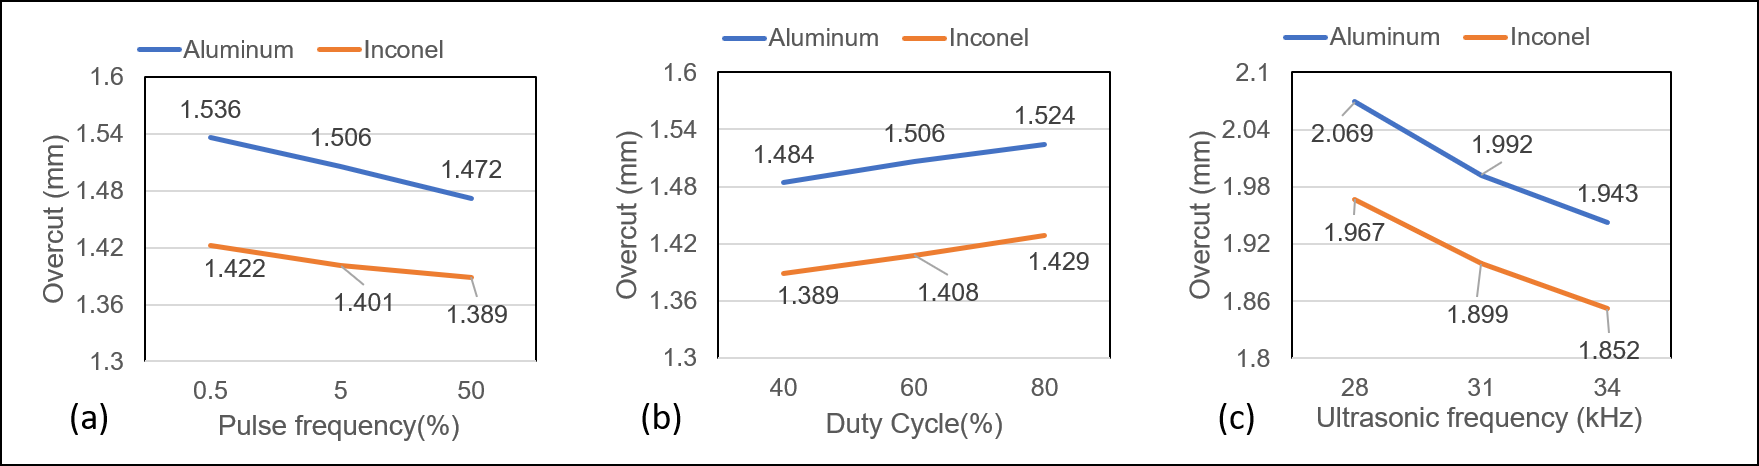 Aluminum Inconel
1.6
1.54
1.48
1.42
1.36
1.3
Overcut (mm)
1.536
1.506
1.472
1.422
1.401
1.389
0.5 5 50
Pulse frequency(%)
(a)
Aluminum Inconel
1.6
1.54
1.48
1.42
1.36
1.3
Overcut (mm)
1.484
1.506
1.524
1.389
1.408
1.429
40 60 80
Duty Cycle(%)
(b)
Aluminum Inconel
2.1
2.04
1.98
1.92
1.86
1.8
Overcut (mm)
2.069
1.992
1.943
1.967
1.899
1.852
28 31 34
Ultrasonic frequency (kHz)
(c)